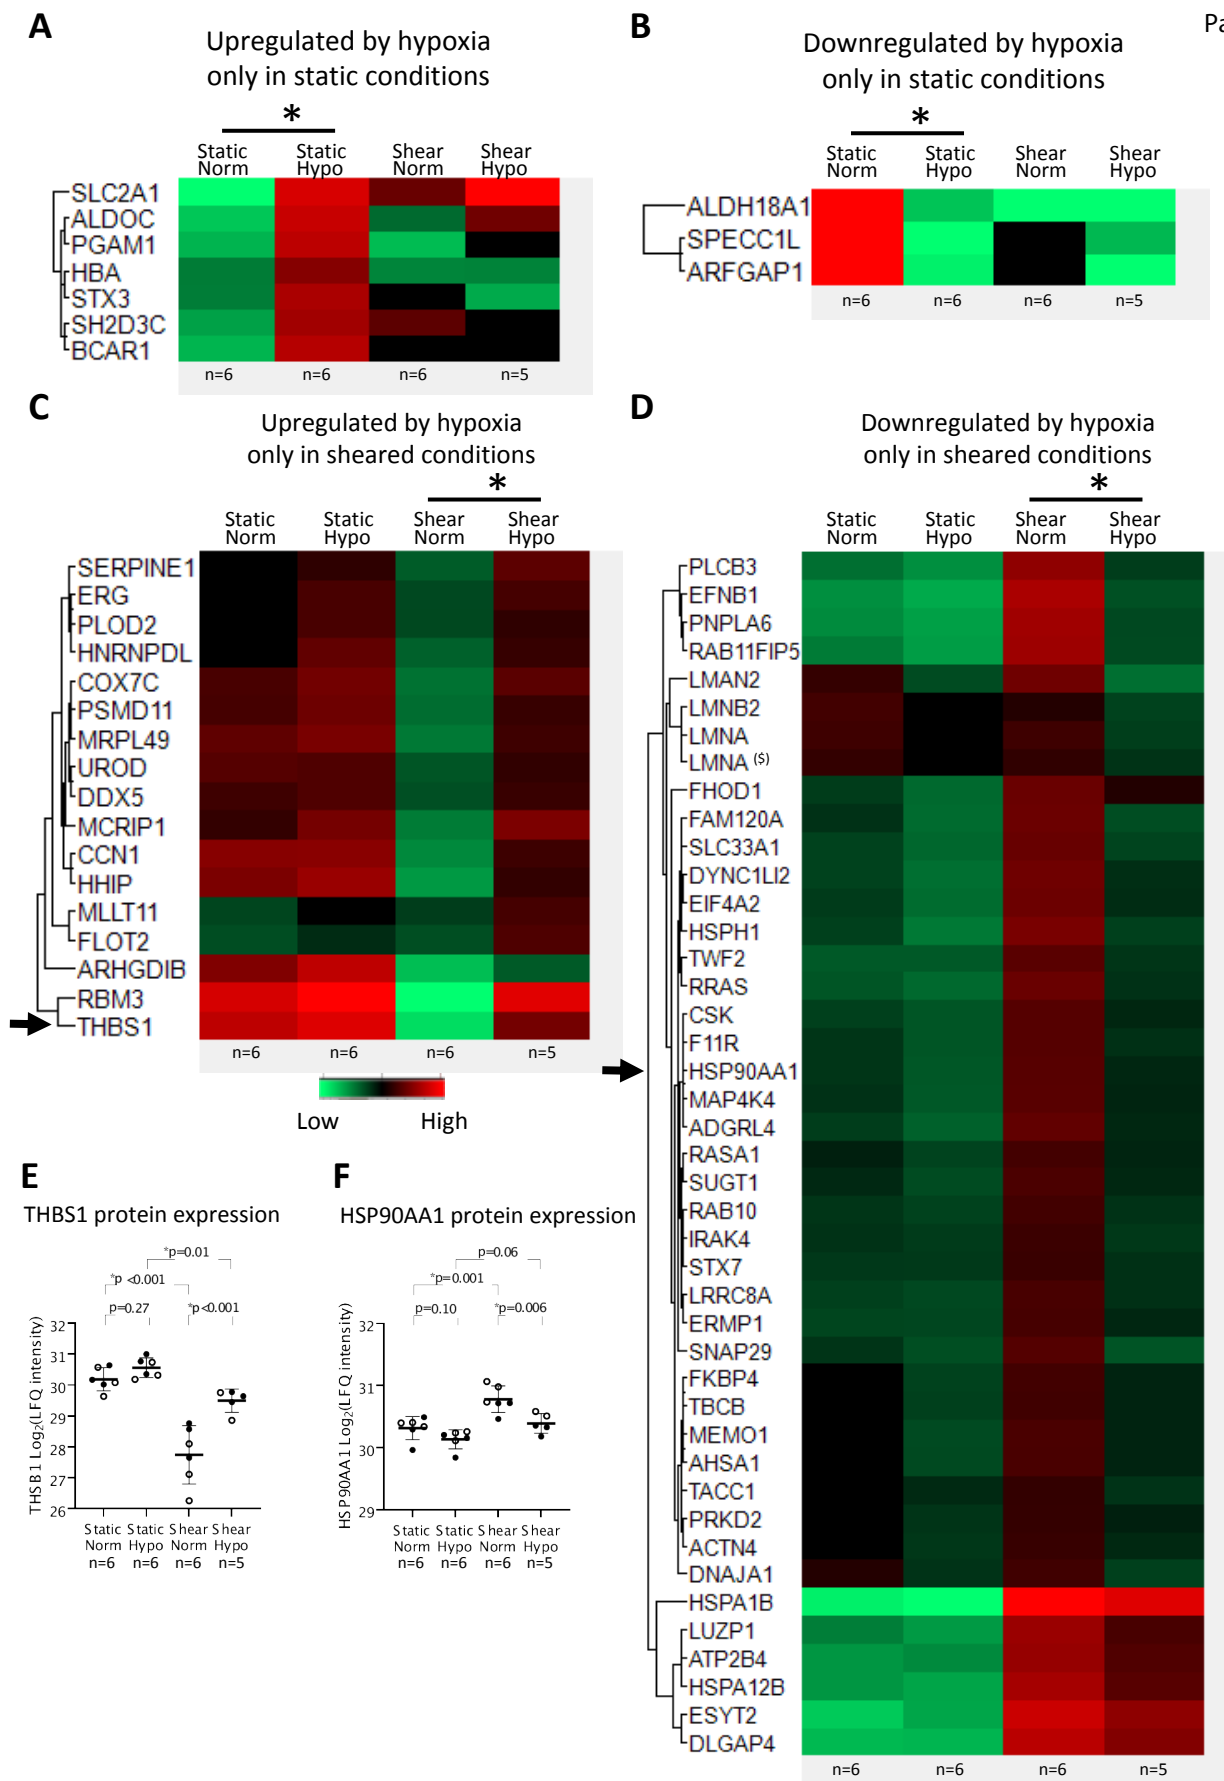 A
Upregulated by hypoxia
only in static conditions
*
Static Norm
Static Hypo
Shear Norm
Shear Hypo
SLC2A1
ALDOC
PGAM1
HBA
STX3
SH2D3C
BCAR1
n=6 n=6 n=6 n=5
B
Pa
Downregulated by hypoxia
only in static conditions
*
Static Norm
Static Hypo
Shear Norm
Shear Hypo
ALDH18A1
SPECC1L
ARFGAP1
n=6 n=6 n=6 n=5
C
Upregulated by hypoxia
only in sheared conditions
*
Static Norm
Static Hypo
Shear Norm
Shear Hypo
SERPINE1
ERG
PLOD2
HNRNPDL
COX7C
PSMD11
MRPL49
UROD
DDX5
MCRIP1
CCN1
HHIP
MLLT11
FLOT2
ARHGDIB
RBM3
THBS1
n=6 n=6 n=6 n=5
Low High
D
Downregulated by hypoxia
only in sheared conditions
*
Static Norm
Static Hypo
Shear Norm
Shear Hypo
PLCB3
EFNB1
PNPLA6
RAB11FIP5
LMAN2
LMNB2
LMNA
LMNA ($)
FHOD1
FAM120A
SLC33A1
DYNC1LI2
EIF4A2
HSPH1
TWF2
RRAS
CSK
F11R
HSP90AA1
MAP4K4
ADGRL4
RASA1
SUGT1
RAB10
IRAK4
STX7
LRRC8A
ERMP1
SNAP29
FKBP4
TBCB
MEMO1
AHSA1
TACC1
PRKD2
ACTN4
DNAJA1
HSPA1B
LUZP1
ATP2B4
HSPA12B
ESYT2
DLGAP4
n=6 n=6 n=6 n=5
E
THBS1 protein expression
*p=0.01
*p <0.001
p=0.27 *p<0.001
THSB1 Log2(LFQ intensity)
32
31
30
29
28
27
26
Static Norm n=6
Static Hypo n=6
Shear Norm n=6
Shear Hypo n=5
F
HSP90AA1 protein expression
p=0.06
*p=0.001
p=0.10 *p=0.006
HSP90AA1 Log2(LFQ intensity)
32
31
30
29
Static Norm n=6
Static Hypo n=6
Shear Norm n=6
Shear Hypo n=5